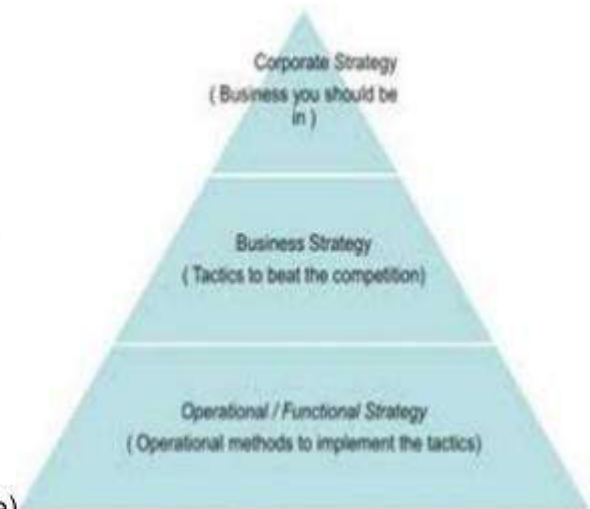 Corporate Strategy
( Business you should be
in )
Business Strategy
( Tactics to beat the competition)
Operational / Functional Strategy
( Operational methods to implement the tactics)